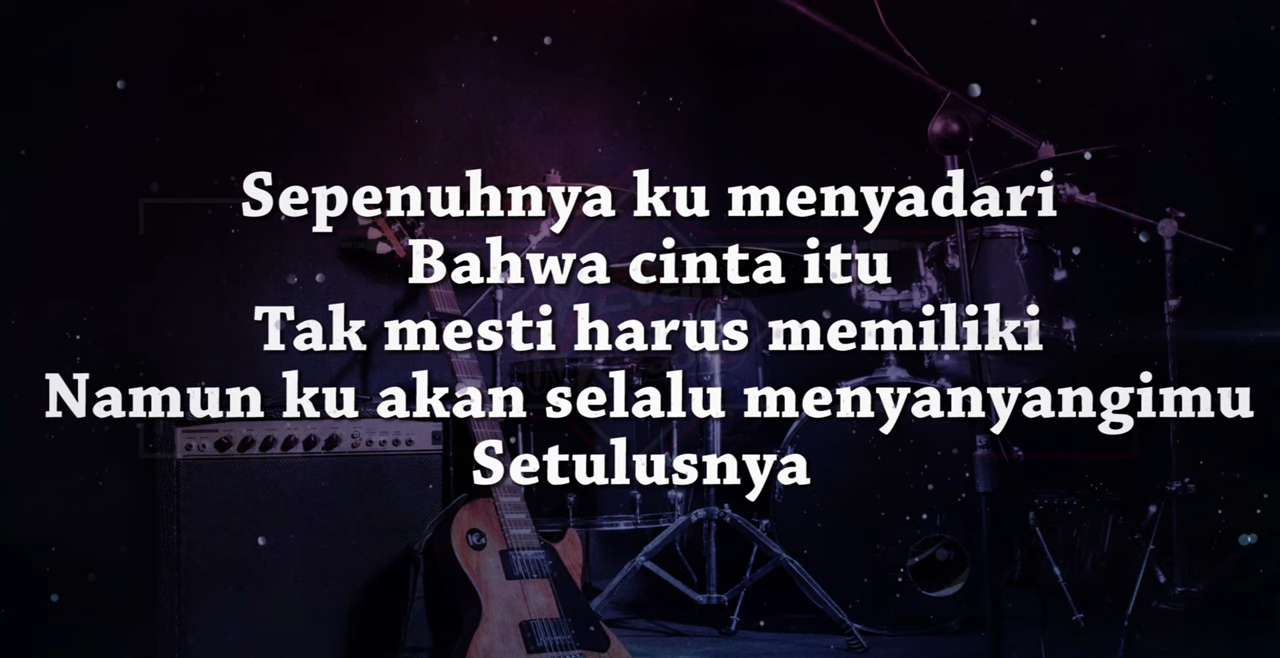 Sepenuhnya ku menyadari
Bahwa cinta itu
Tak mesti harus memiliki
Namun ku akan selalu menyanyangimu
Setulusnya